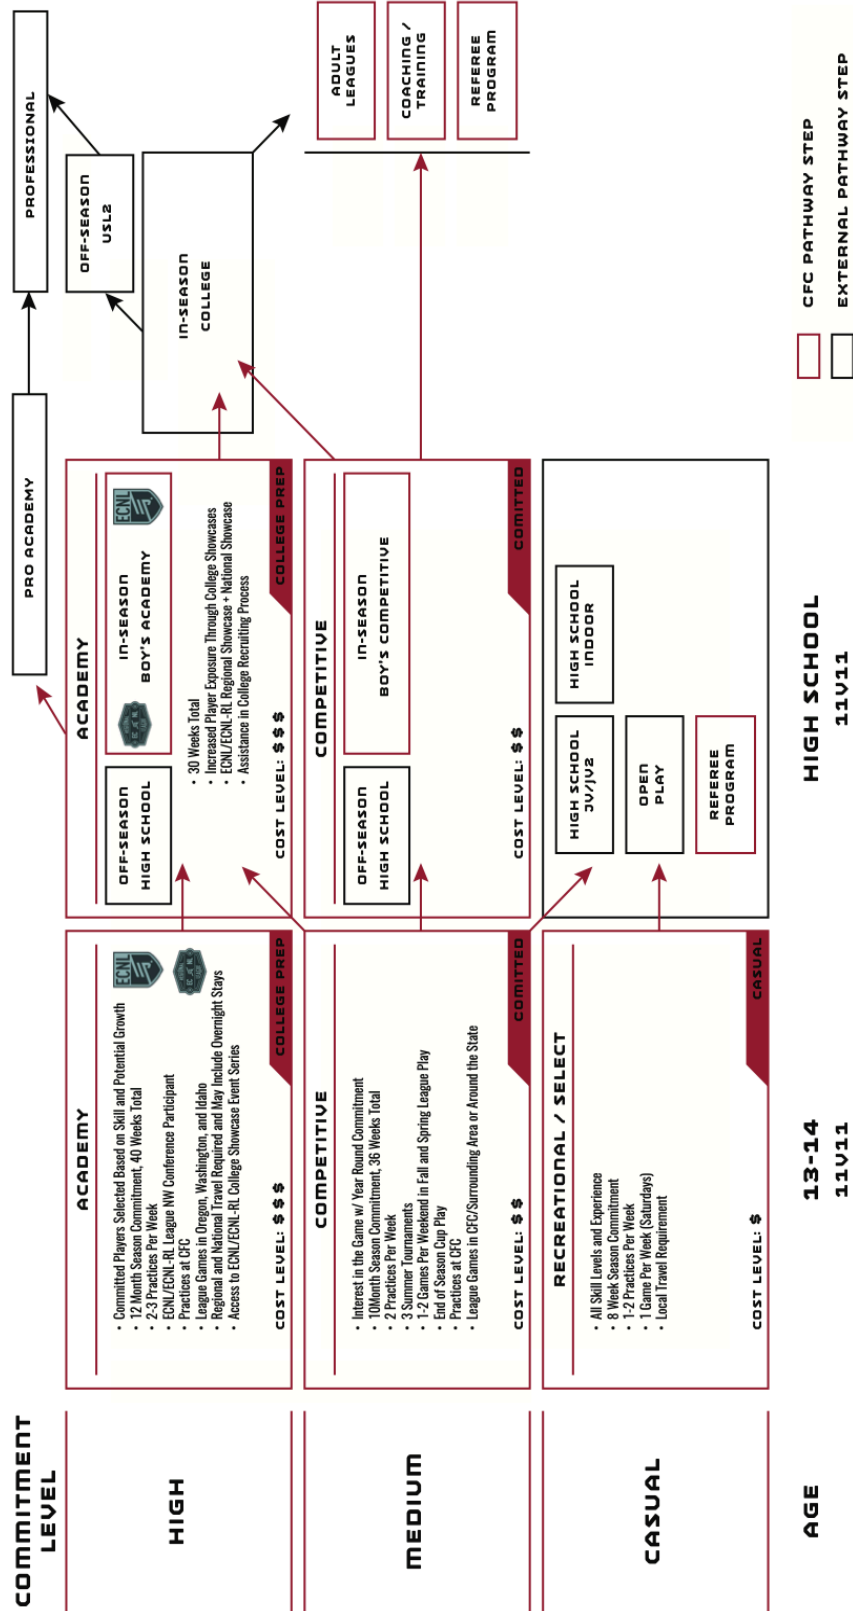 COMMITMENT
LEVEL
HIGH
MEDIUM
CASUAL
AGE
ACADEMY
• Committed Players Selected Based on Skill and Potential Growth
• 12 Month Season Commitment, 40 Weeks Total
• 2-3 Practices Per Week
• ECNL/ECNL-RL League NW Conference Participant
• Practices at CFC
• League Games in Oregon, Washington, and Idaho
• Regional and National Travel Required and May Include Overnight Stays
• Access to ECNL/ECNL-RL College Showcase Event Series
ECNL
COST LEVEL: $$$
COLLEGE PREP
COMPETITIVE
• Interest in the Game w/ Year Round Commitment
• 10Month Season Commitment, 36 Weeks Total
• 2 Practices Per Week
• 3 Summer Tournaments
• 1-2 Games Per Weekend in Fall and Spring League Play
• End of Season Cup Play
• Practices at CFC
• League Games in CFC/Surrounding Area or Around the State
COST LEVEL: $$
COMITTED
RECREATIONAL / SELECT
• All Skill Levels and Experience
• 8 Week Season Commitment
• 1-2 Practices Per Week
• 1 Game Per Week (Saturdays)
• Local Travel Requirement
COST LEVEL: $
CASUAL
13-14
11V11
ACADEMY
OFF-SEASON
HIGH SCHOOL
IN-SEASON
BOY'S ACADEMY
ECNL
• 30 Weeks Total
• Increased Player Exposure Through College Showcases
• ECNL/ECNL-RL Regional Showcase + National Showcase
• Assistance in College Recruiting Process
COST LEVEL: $$$
COLLEGE PREP
COMPETITIVE
OFF-SEASON
HIGH SCHOOL
IN-SEASON
BOY'S COMPETITIVE
COST LEVEL: $$
COMITTED
HIGH SCHOOL
JV/JV2
HIGH SCHOOL
INDOOR
OPEN
PLAY
REFEREE
PROGRAM
HIGH SCHOOL
11V11
PRO ACADEMY
PROFESSIONAL
OFF-SEASON
USL2
IN-SEASON
COLLEGE
ADULT
LEAGUES
COACHING /
TRAINING
REFEREE
PROGRAM
CFC PATHWAY STEP
EXTERNAL PATHWAY STEP